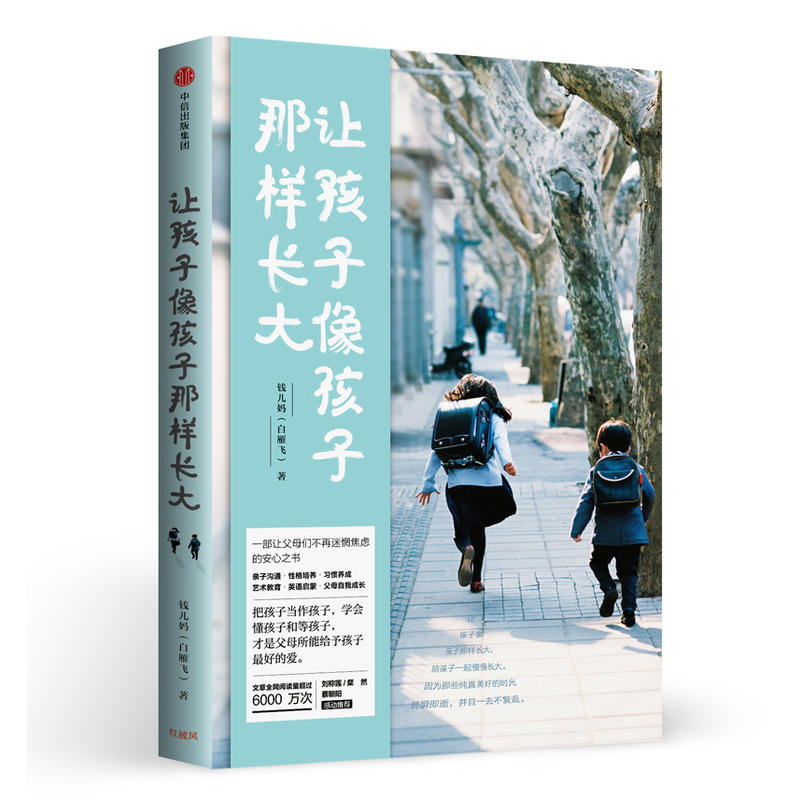 中信出版集团
让孩子像孩子那样长大
钱儿妈（白雁飞） 著
红披风
让孩子像孩子
那样长大
钱儿妈（白雁飞） 著
一部让父母们不再迷惘焦虑
的安心之书
亲子沟通·性格培养·习惯养成
艺术教育·英语启蒙·父母自我成长
把孩子当作孩子，学会
懂孩子和等孩子，
才是父母所能给予孩子
最好的爱。
文章全网阅读量超过
6000 万次
刘称莲/粲 然
蔡朝阳
感动推荐
让
孩子像
孩子那样长大，
陪孩子一起慢慢长大。
因为那些纯真美好的时光
转瞬即逝，并且一去不复返。